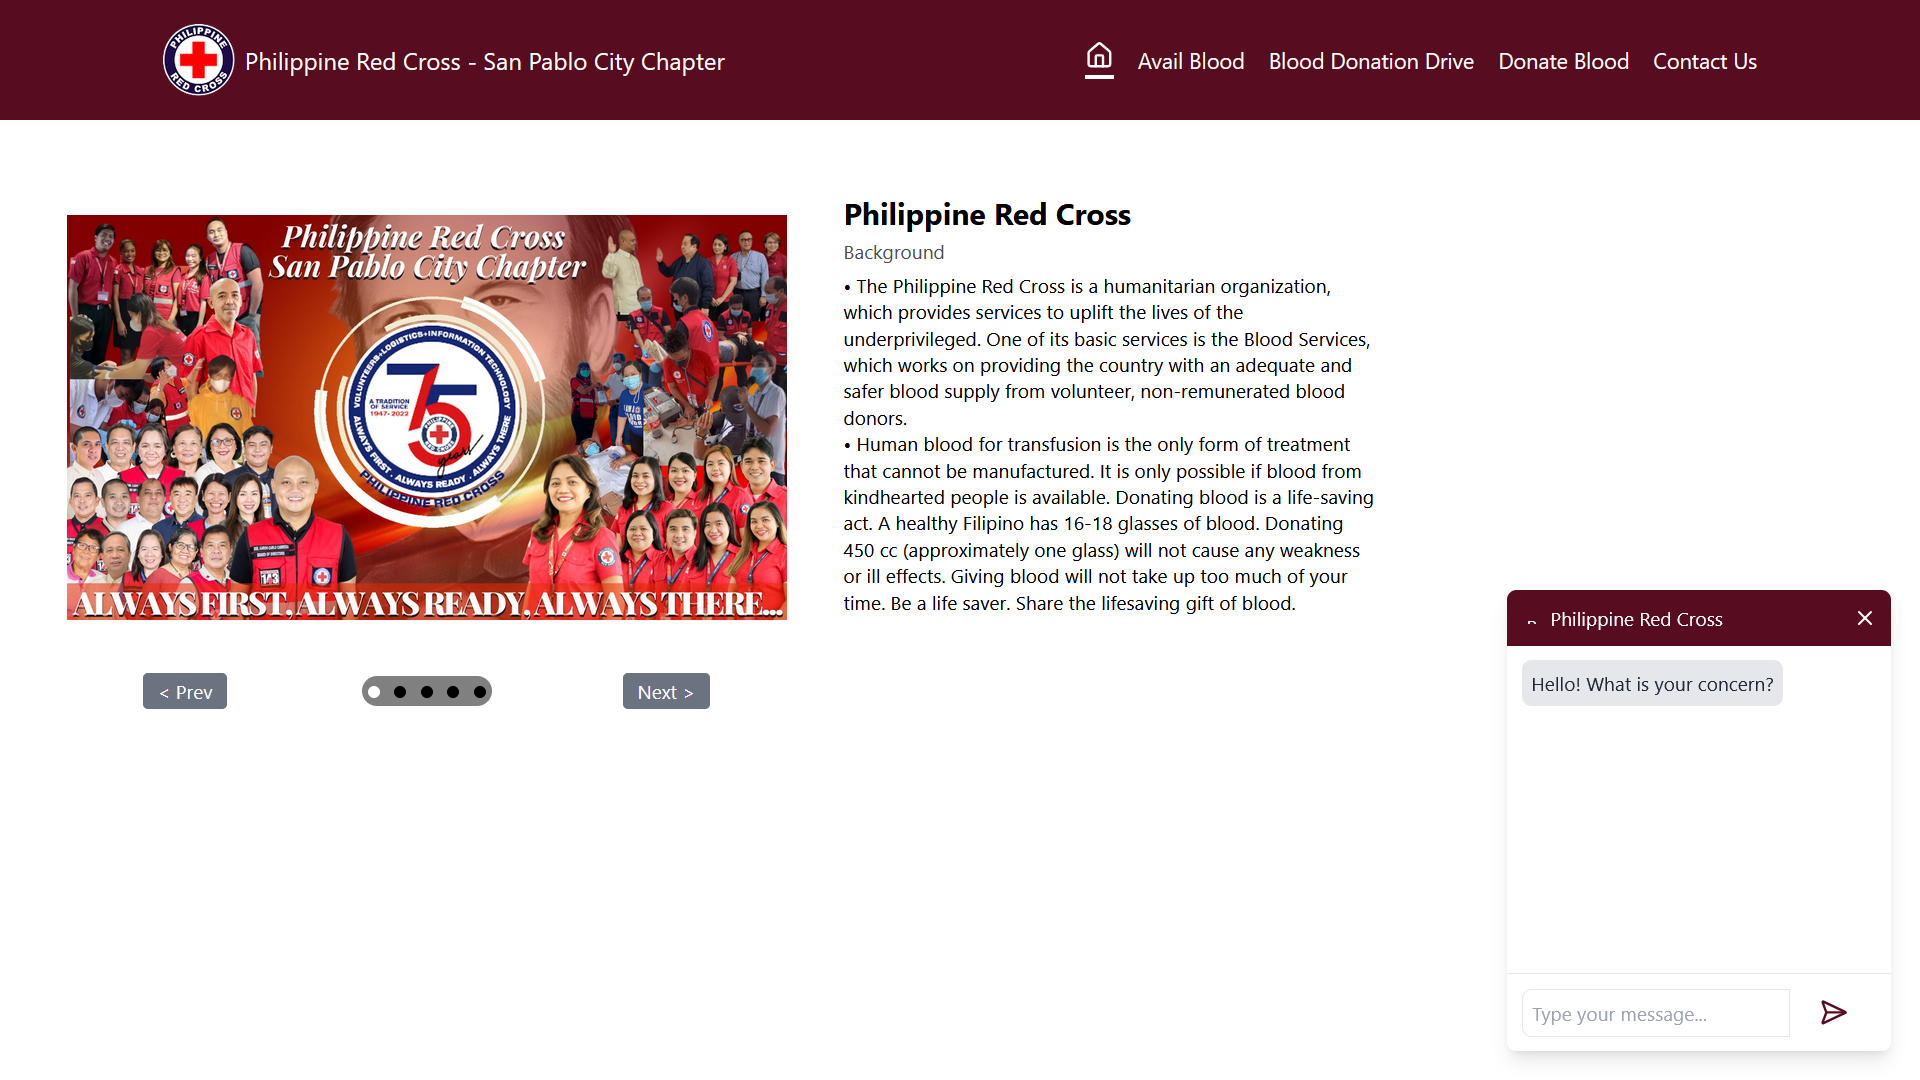 PHILIPPINE
RED CROSS
Philippine Red Cross - San Pablo City Chapter
Avail Blood
Blood Donation Drive
Donate Blood
Contact Us
Philippine Red Cross
San Pablo City Chapter
VOLUNTEERS+LOGISTICS+INFORMATION TECHNOLOGY
75
A TRADITION
OF SERVICE
1947-2022
years
ALWAYS FIRST . ALWAYS READY . ALWAYS THERE
PHILIPPINE RED CROSS
143
ALWAYS FIRST, ALWAYS READY, ALWAYS THERE...
< Prev
Next >
Philippine Red Cross
Background
• The Philippine Red Cross is a humanitarian organization,
which provides services to uplift the lives of the
underprivileged. One of its basic services is the Blood Services,
which works on providing the country with an adequate and
safer blood supply from volunteer, non-remunerated blood
donors.
• Human blood for transfusion is the only form of treatment
that cannot be manufactured. It is only possible if blood from
kindhearted people is available. Donating blood is a life-saving
act. A healthy Filipino has 16-18 glasses of blood. Donating
450 cc (approximately one glass) will not cause any weakness
or ill effects. Giving blood will not take up too much of your
time. Be a life saver. Share the lifesaving gift of blood.
Philippine Red Cross
Hello! What is your concern?
Type your message...